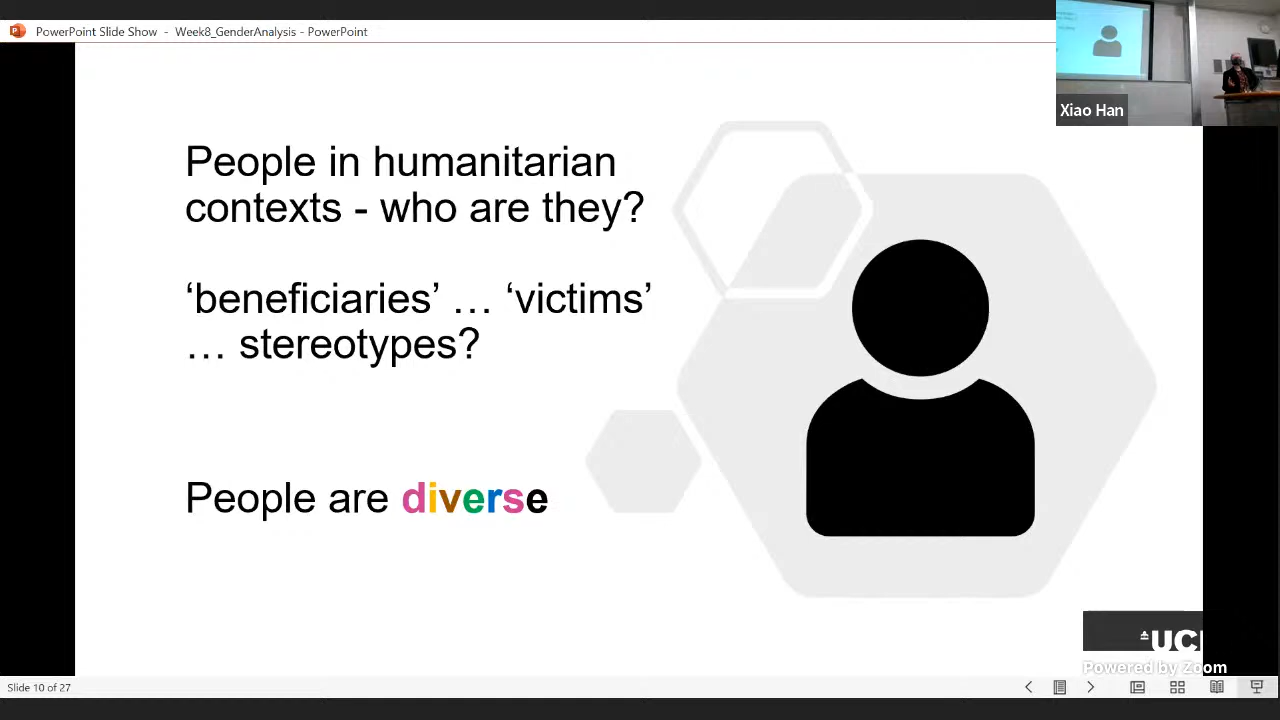 PowerPoint Slide Show - Week8_GenderAnalysis - PowerPoint
Xiao Han
People in humanitarian
contexts - who are they?
‘beneficiaries’ … ‘victims’
… stereotypes?
People are diverse
UCL
Powered by Zoom
Slide 10 of 27